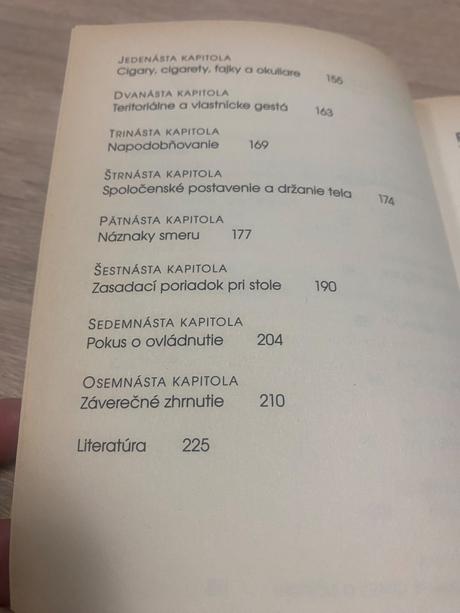 JEDENÁSTA KAPITOLA
Cigary, cigarety, fajky a okuliare 155
DVANÁSTA KAPITOLA
Teritoriálne a vlastnícke gestá 163
TRINÁSTA KAPITOLA
Napodobňovanie 169
ŠTRNÁSTA KAPITOLA
Spoločenské postavenie a držanie tela 174
PÄTNÁSTA KAPITOLA
Náznaky smeru 177
ŠESTNÁSTA KAPITOLA
Zasadací poriadok pri stole 190
SEDEMNÁSTA KAPITOLA
Pokus o ovládnutie 204
OSEMNÁSTA KAPITOLA
Záverečné zhrnutie 210
Literatúra 225